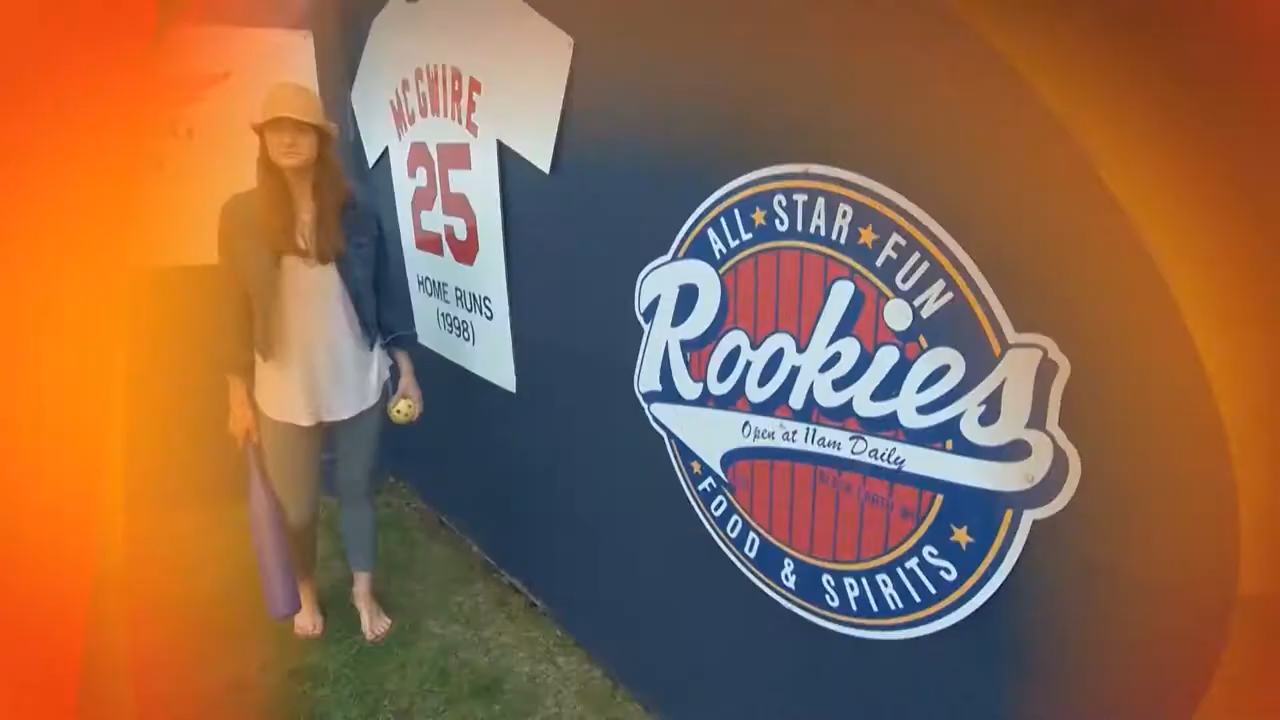 MCGWIRE
25
HOME RUNS
(1998)
ALL STAR FUN
Rookies
Open at 11am Daily
FOOD & SPIRITS